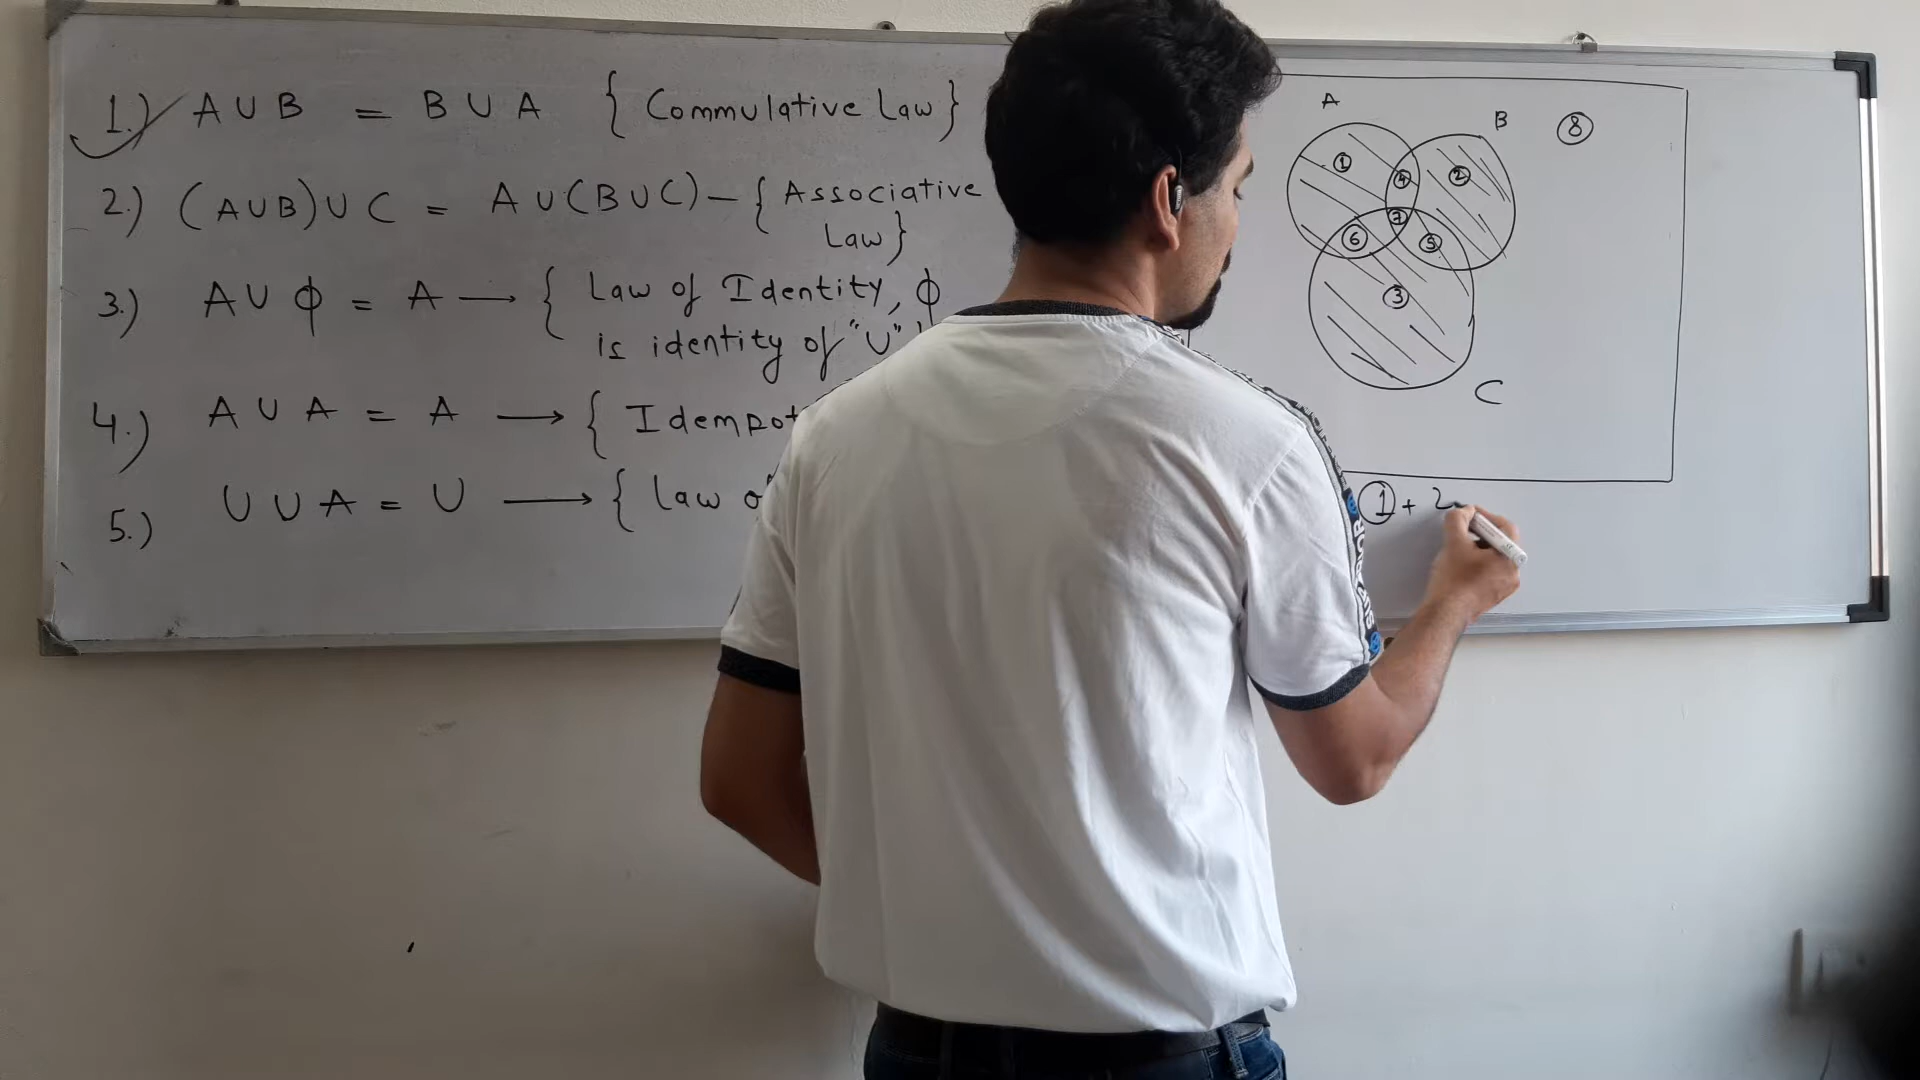 1.) A ∪ B = B ∪ A { Commulative Law }
2.) (A∪B)∪C = A∪(B∪C) — { Associative
Law }
3.) A ∪ ϕ = A → { Law of Identity, ϕ
is identity of "∪"
4.) A ∪ A = A → {
5.) U ∪ A = U → { Law
A
B
⑧
①
④
②
⑦
⑥
⑤
③
C
① + 2